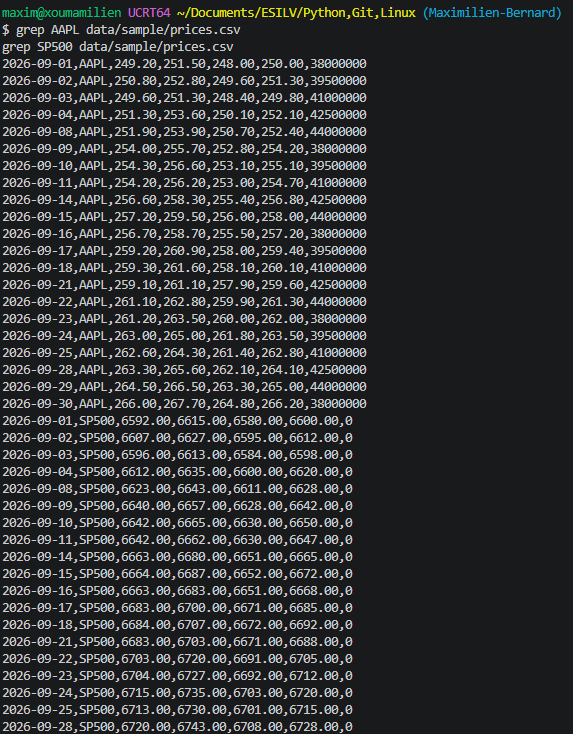 maxim@xoumamilien UCRT64 ~/Documents/ESILV/Python,Git,Linux (Maximilien-Bernard)
$ grep AAPL data/sample/prices.csv
grep SP500 data/sample/prices.csv
2026-09-01,AAPL,249.20,251.50,248.00,250.00,38000000
2026-09-02,AAPL,250.80,252.80,249.60,251.30,39500000
2026-09-03,AAPL,249.60,251.30,248.40,249.80,41000000
2026-09-04,AAPL,251.30,253.60,250.10,252.10,42500000
2026-09-08,AAPL,251.90,253.90,250.70,252.40,44000000
2026-09-09,AAPL,254.00,255.70,252.80,254.20,38000000
2026-09-10,AAPL,254.30,256.60,253.10,255.10,39500000
2026-09-11,AAPL,254.20,256.20,253.00,254.70,41000000
2026-09-14,AAPL,256.60,258.30,255.40,256.80,42500000
2026-09-15,AAPL,257.20,259.50,256.00,258.00,44000000
2026-09-16,AAPL,256.70,258.70,255.50,257.20,38000000
2026-09-17,AAPL,259.20,260.90,258.00,259.40,39500000
2026-09-18,AAPL,259.30,261.60,258.10,260.10,41000000
2026-09-21,AAPL,259.10,261.10,257.90,259.60,42500000
2026-09-22,AAPL,261.10,262.80,259.90,261.30,44000000
2026-09-23,AAPL,261.20,263.50,260.00,262.00,38000000
2026-09-24,AAPL,263.00,265.00,261.80,263.50,39500000
2026-09-25,AAPL,262.60,264.30,261.40,262.80,41000000
2026-09-28,AAPL,263.30,265.60,262.10,264.10,42500000
2026-09-29,AAPL,264.50,266.50,263.30,265.00,44000000
2026-09-30,AAPL,266.00,267.70,264.80,266.20,38000000
2026-09-01,SP500,6592.00,6615.00,6580.00,6600.00,0
2026-09-02,SP500,6607.00,6627.00,6595.00,6612.00,0
2026-09-03,SP500,6596.00,6613.00,6584.00,6598.00,0
2026-09-04,SP500,6612.00,6635.00,6600.00,6620.00,0
2026-09-08,SP500,6623.00,6643.00,6611.00,6628.00,0
2026-09-09,SP500,6640.00,6657.00,6628.00,6642.00,0
2026-09-10,SP500,6642.00,6665.00,6630.00,6650.00,0
2026-09-11,SP500,6642.00,6662.00,6630.00,6647.00,0
2026-09-14,SP500,6663.00,6680.00,6651.00,6665.00,0
2026-09-15,SP500,6664.00,6687.00,6652.00,6672.00,0
2026-09-16,SP500,6663.00,6683.00,6651.00,6668.00,0
2026-09-17,SP500,6683.00,6700.00,6671.00,6685.00,0
2026-09-18,SP500,6684.00,6707.00,6672.00,6692.00,0
2026-09-21,SP500,6683.00,6703.00,6671.00,6688.00,0
2026-09-22,SP500,6703.00,6720.00,6691.00,6705.00,0
2026-09-23,SP500,6704.00,6727.00,6692.00,6712.00,0
2026-09-24,SP500,6715.00,6735.00,6703.00,6720.00,0
2026-09-25,SP500,6713.00,6730.00,6701.00,6715.00,0
2026-09-28,SP500,6720.00,6743.00,6708.00,6728.00,0